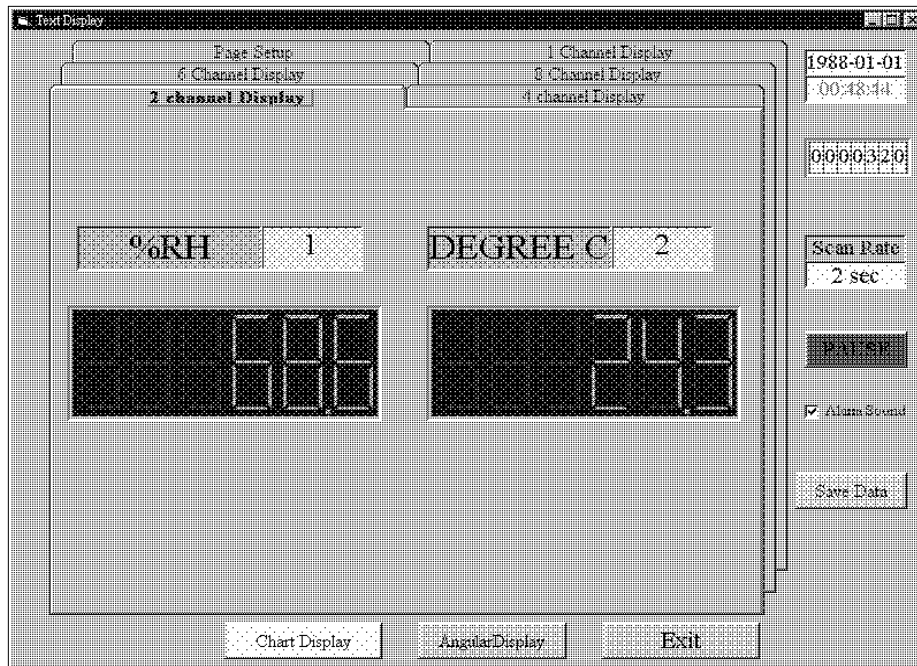 Text Display
Page Setup
1 Channel Display
6 Channel Display
8 Channel Display
2 channel Display
4 channel Display
1988-01-01
00:48:44
0000320
%RH 1
DEGREE C 2
Scan Rate
2 sec
68.6
24.3
PAUSE
Alarm Sound
Save Data
Chart Display
AngularDisplay
Exit